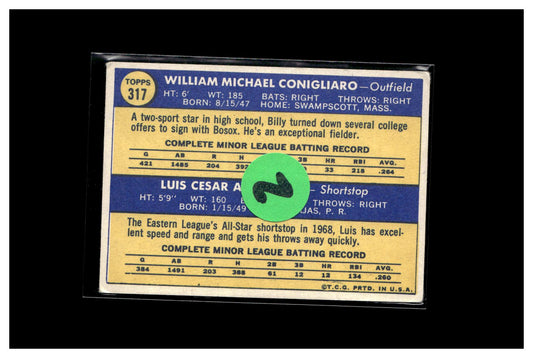 TOPPS
317
WILLIAM MICHAEL CONIGLIARO—Outfield
HT: 6' WT: 185 BATS: RIGHT THROWS: RIGHT
BORN: 8/15/47 HOME: SWAMPSCOTT, MASS.
A two-sport star in high school, Billy turned down several college
offers to sign with Bosox. He's an exceptional fielder.
COMPLETE MINOR LEAGUE BATTING RECORD
G AB R H HR RBI AVG.
421 1485 204 392 33 218 .264
2
LUIS CESAR A — Shortstop
HT: 5'9" WT: 160 THROWS: RIGHT
BORN: 1/15/49 JAS, P. R.
The Eastern League's All-Star shortstop in 1968, Luis has excel-
lent speed and range and gets his throws away quickly.
COMPLETE MINOR LEAGUE BATTING RECORD
G AB R H 2B 3B HR RBI AVG.
384 1491 203 388 61 12 12 134 .260
©T.C.G. PRTD. IN U.S.A.